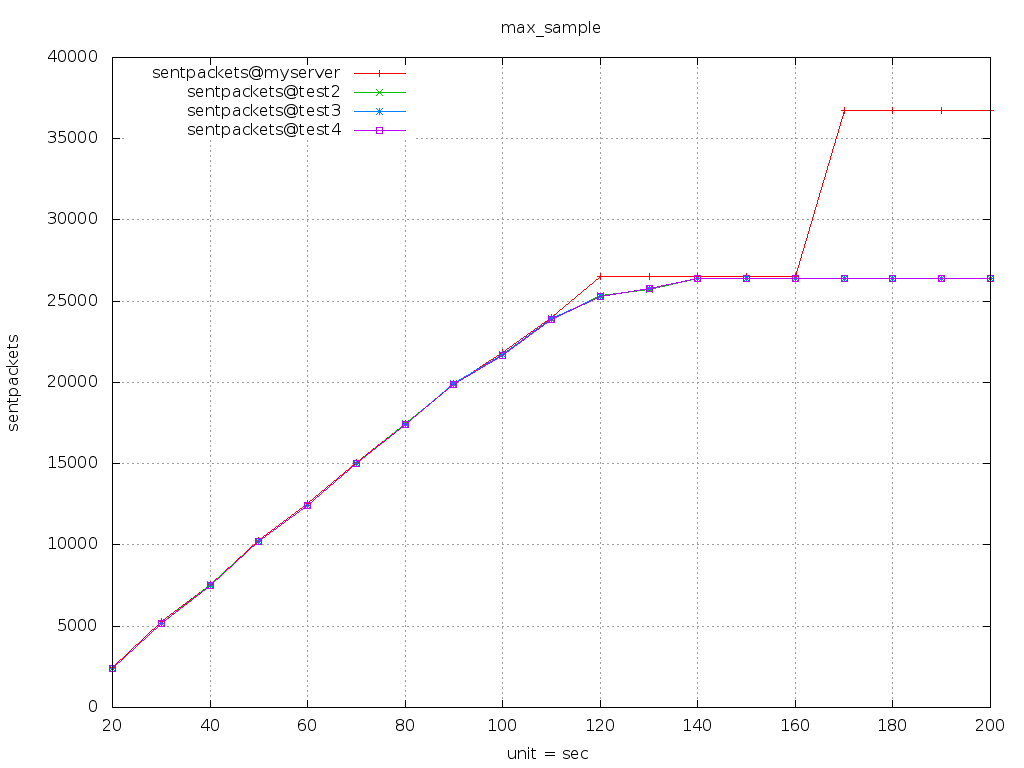 max_sample
40000
35000
30000
25000
20000
15000
10000
5000
0
sentpackets
sentpackets@myserver
sentpackets@test2
sentpackets@test3
sentpackets@test4
20 40 60 80 100 120 140 160 180 200
unit = sec